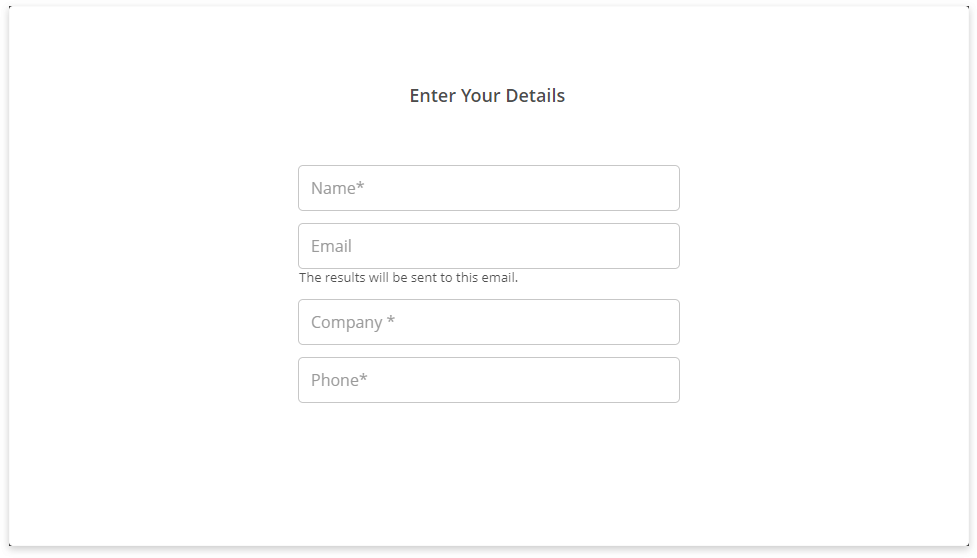 Enter Your Details
Name*
Email
The results will be sent to this email.
Company *
Phone*